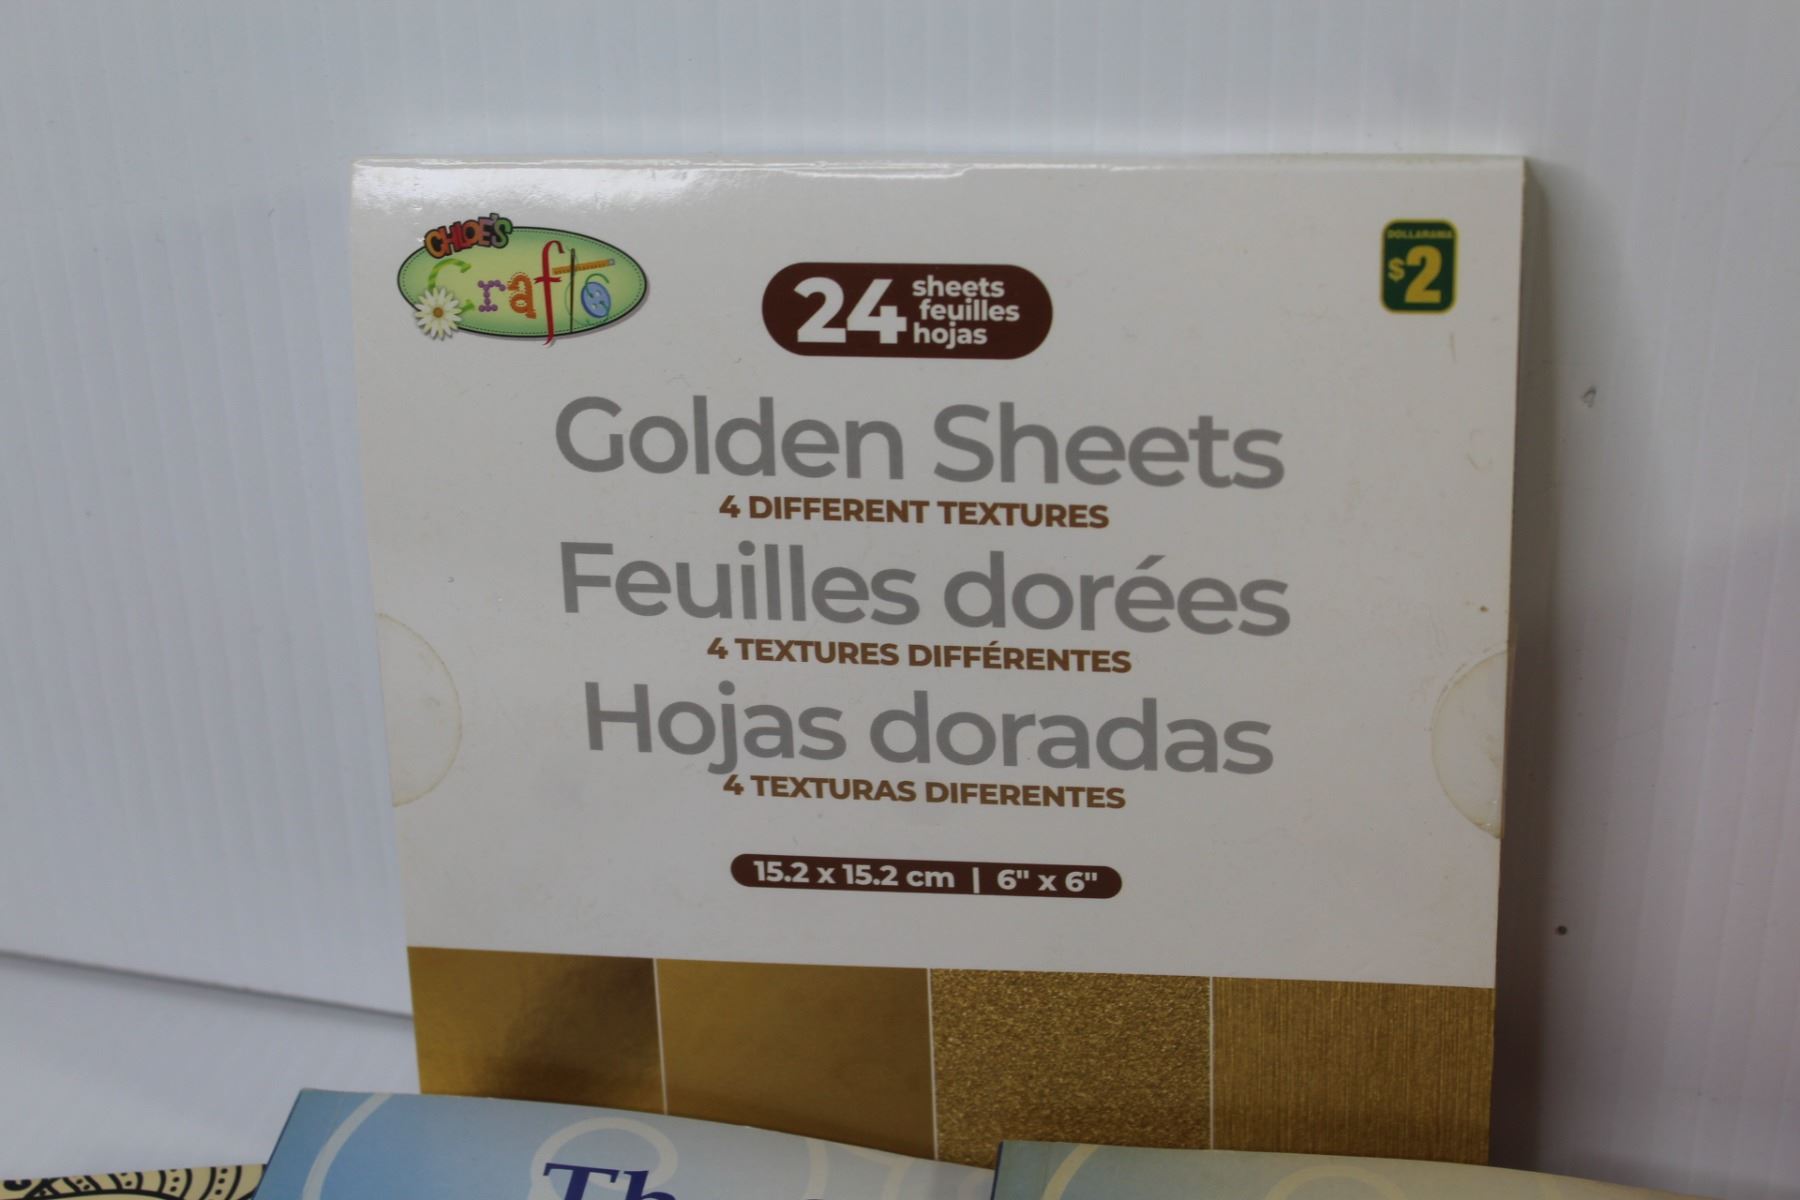 CHLOE'S
Crafts
DOLLARAMA
$2
24 sheets
feuilles
hojas
Golden Sheets
4 DIFFERENT TEXTURES
Feuilles dorées
4 TEXTURES DIFFÉRENTES
Hojas doradas
4 TEXTURAS DIFERENTES
15.2 x 15.2 cm | 6" x 6"